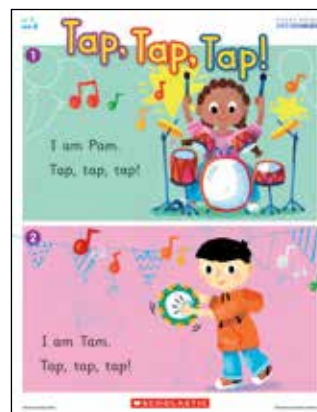 Tap, Tap, Tap!
1
I am Pam.
Tap, tap, tap!
2
I am Tam.
Tap, tap, tap!
SCHOLASTIC